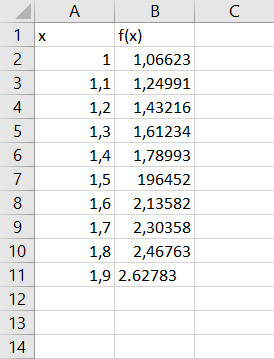 A B C
1 x f(x)
2 1 1,06623
3 1,1 1,24991
4 1,2 1,43216
5 1,3 1,61234
6 1,4 1,78993
7 1,5 196452
8 1,6 2,13582
9 1,7 2,30358
10 1,8 2,46763
11 1,9 2.62783
12
13
14